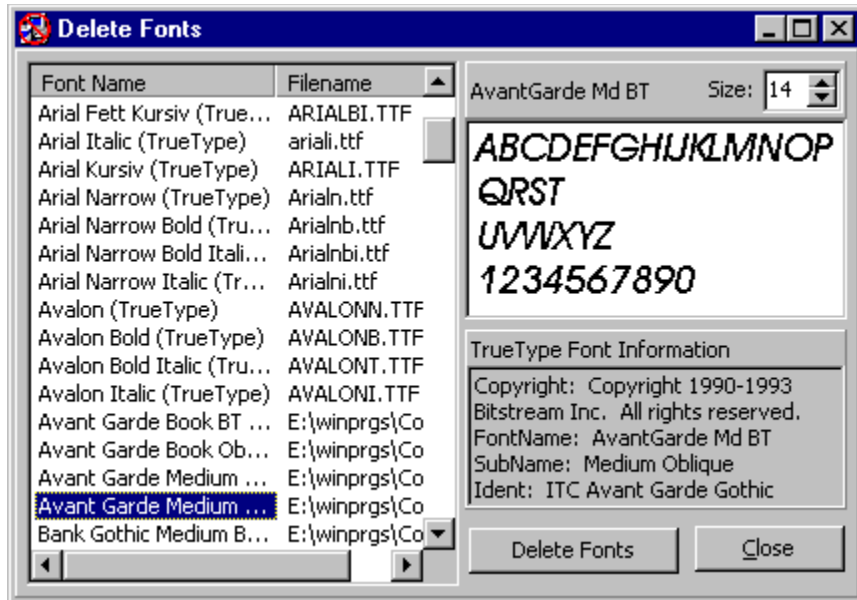 Delete Fonts
Font Name Filename
Arial Fett Kursiv (True... ARIALBI.TTF
Arial Italic (TrueType) ariali.ttf
Arial Kursiv (TrueType) ARIALI.TTF
Arial Narrow (TrueType) Arialn.ttf
Arial Narrow Bold (Tru... Arialnb.ttf
Arial Narrow Bold Itali... Arialnbi.ttf
Arial Narrow Italic (Tr... Arialni.ttf
Avalon (TrueType) AVALONN.TTF
Avalon Bold (TrueType) AVALONB.TTF
Avalon Bold Italic (Tru... AVALONT.TTF
Avalon Italic (TrueType) AVALONI.TTF
Avant Garde Book BT ... E:\winprgs\Co
Avant Garde Book Ob... E:\winprgs\Co
Avant Garde Medium ... E:\winprgs\Co
Avant Garde Medium ... E:\winprgs\Co
Bank Gothic Medium B... E:\winprgs\Co
AvantGarde Md BT Size: 14
ABCDEFGHIJKLMNOP
QRST
UVWXYZ
1234567890
TrueType Font Information
Copyright: Copyright 1990-1993
Bitstream Inc. All rights reserved.
FontName: AvantGarde Md BT
SubName: Medium Oblique
Ident: ITC Avant Garde Gothic
Delete Fonts Close